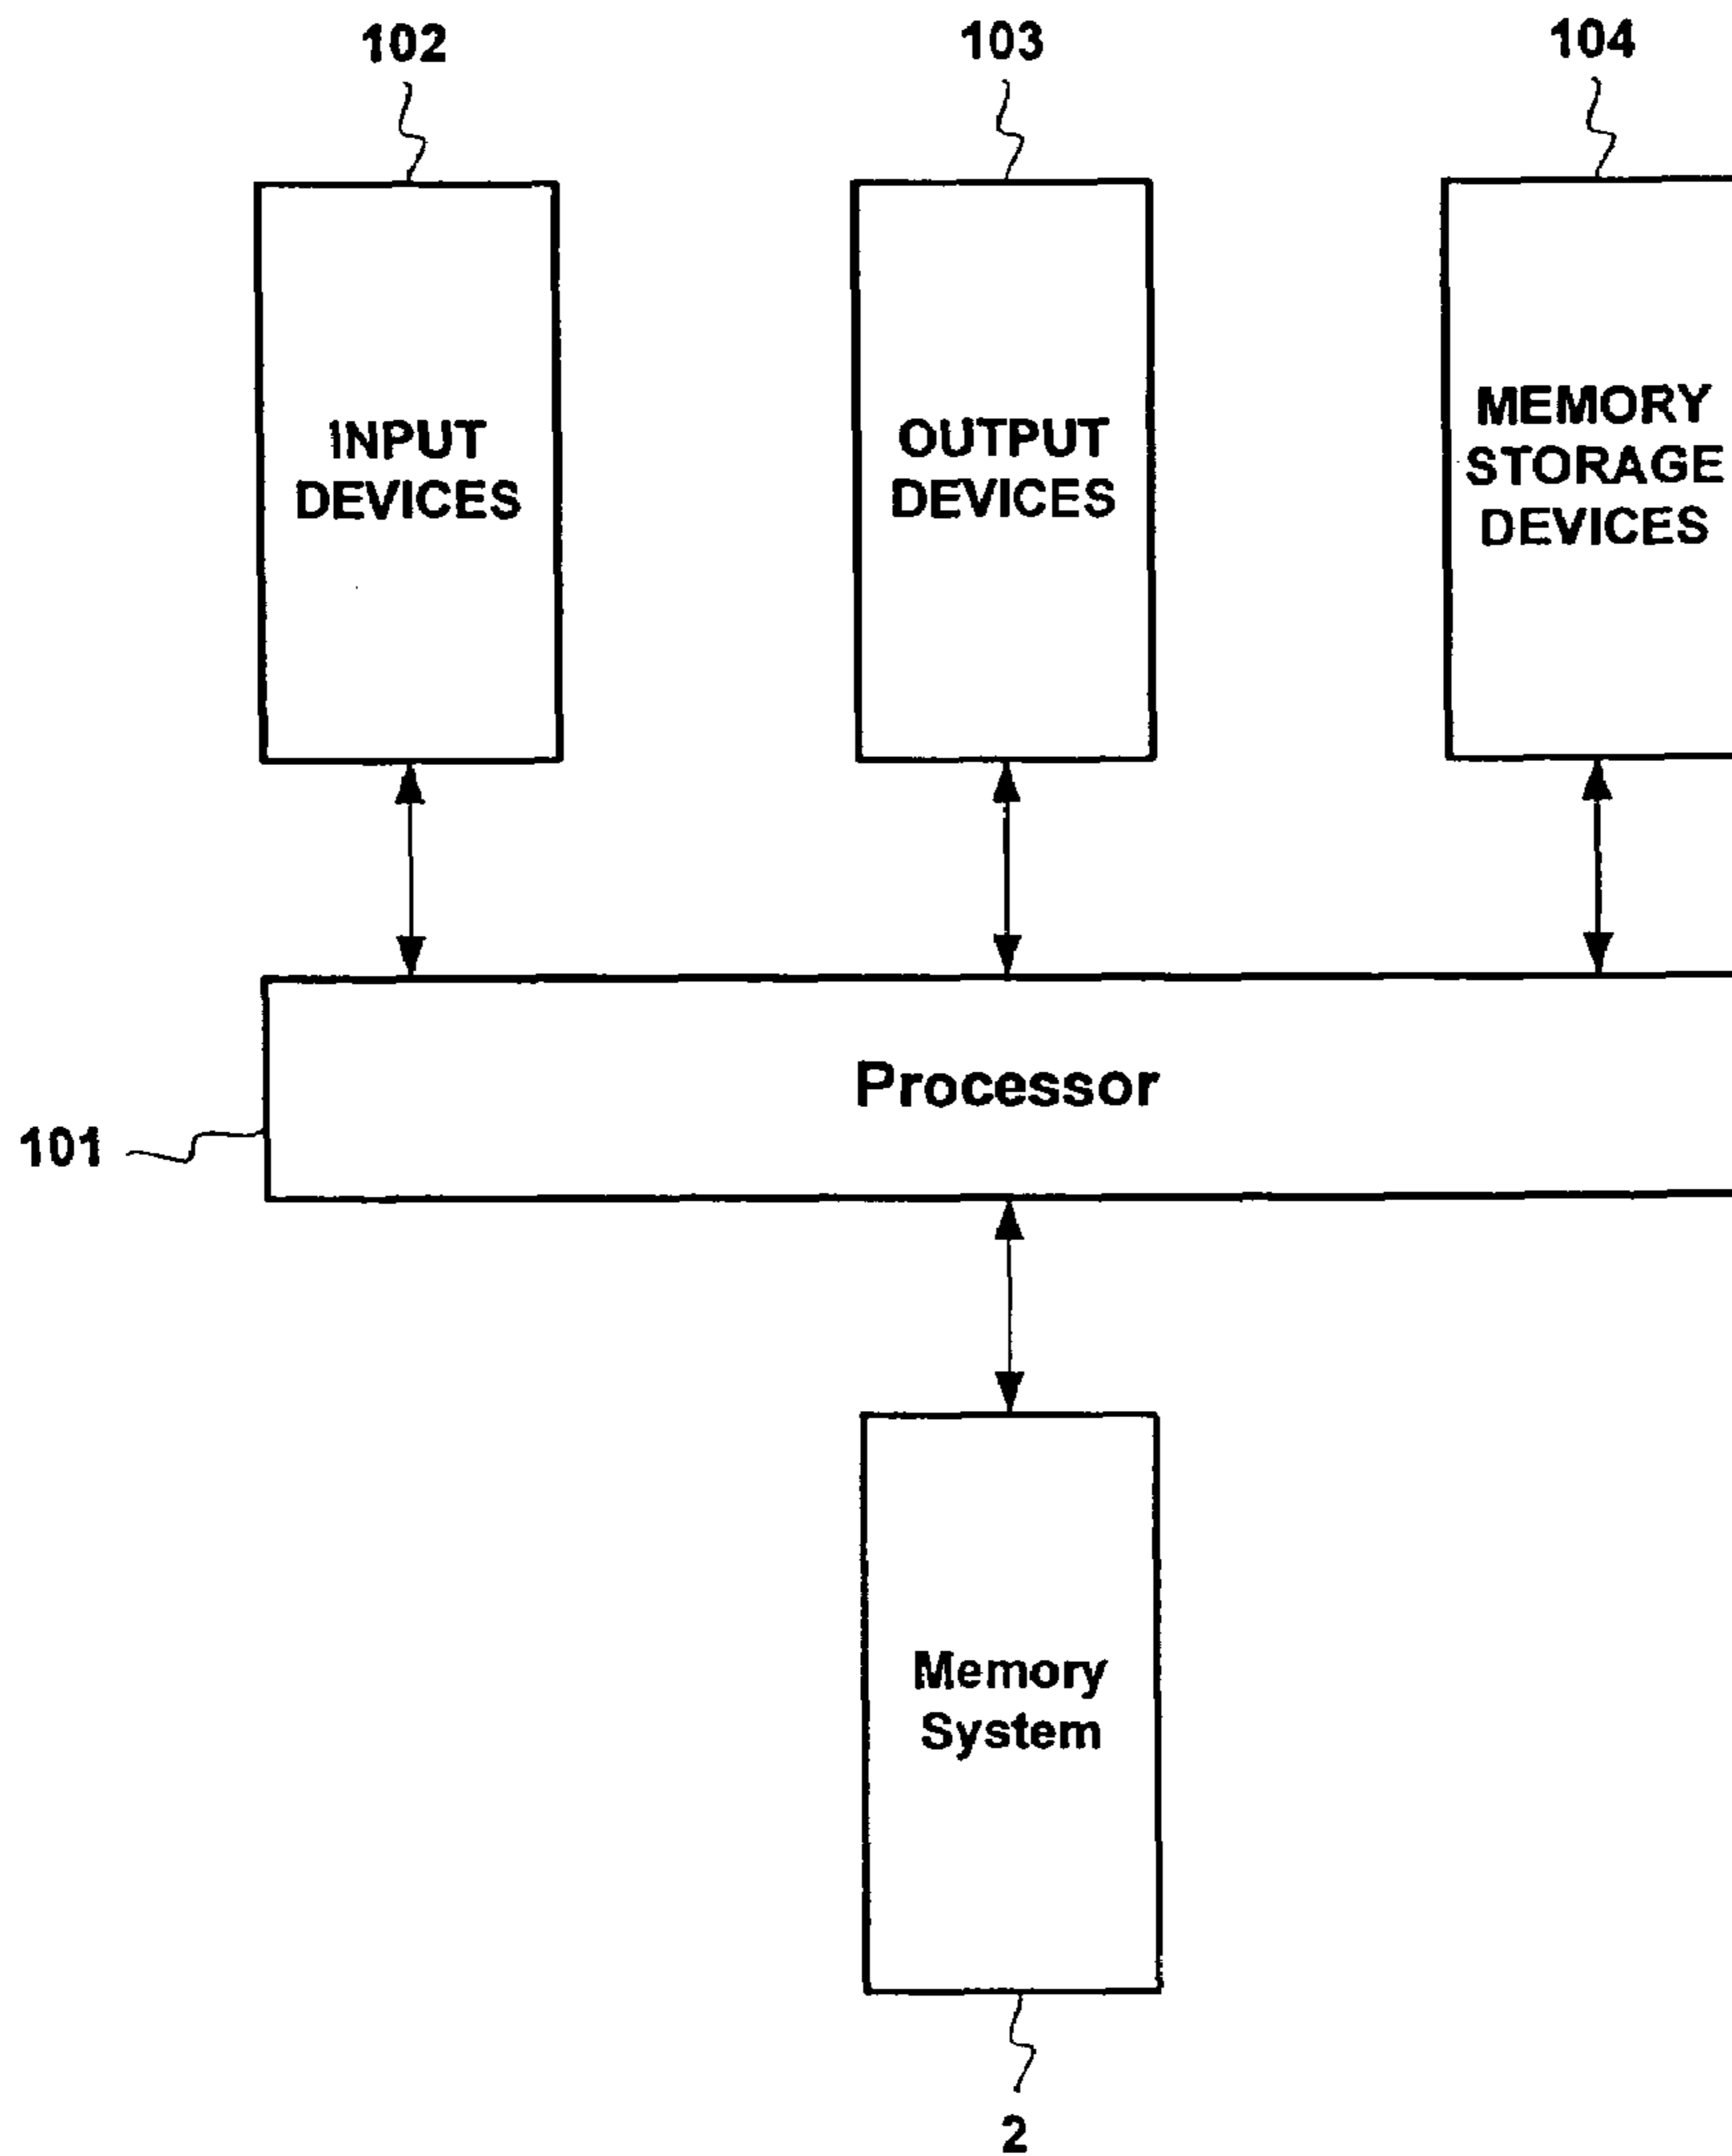 102
103
104
INPUT
DEVICES
OUTPUT
DEVICES
MEMORY
STORAGE
DEVICES
Processor
101
Memory
System
2